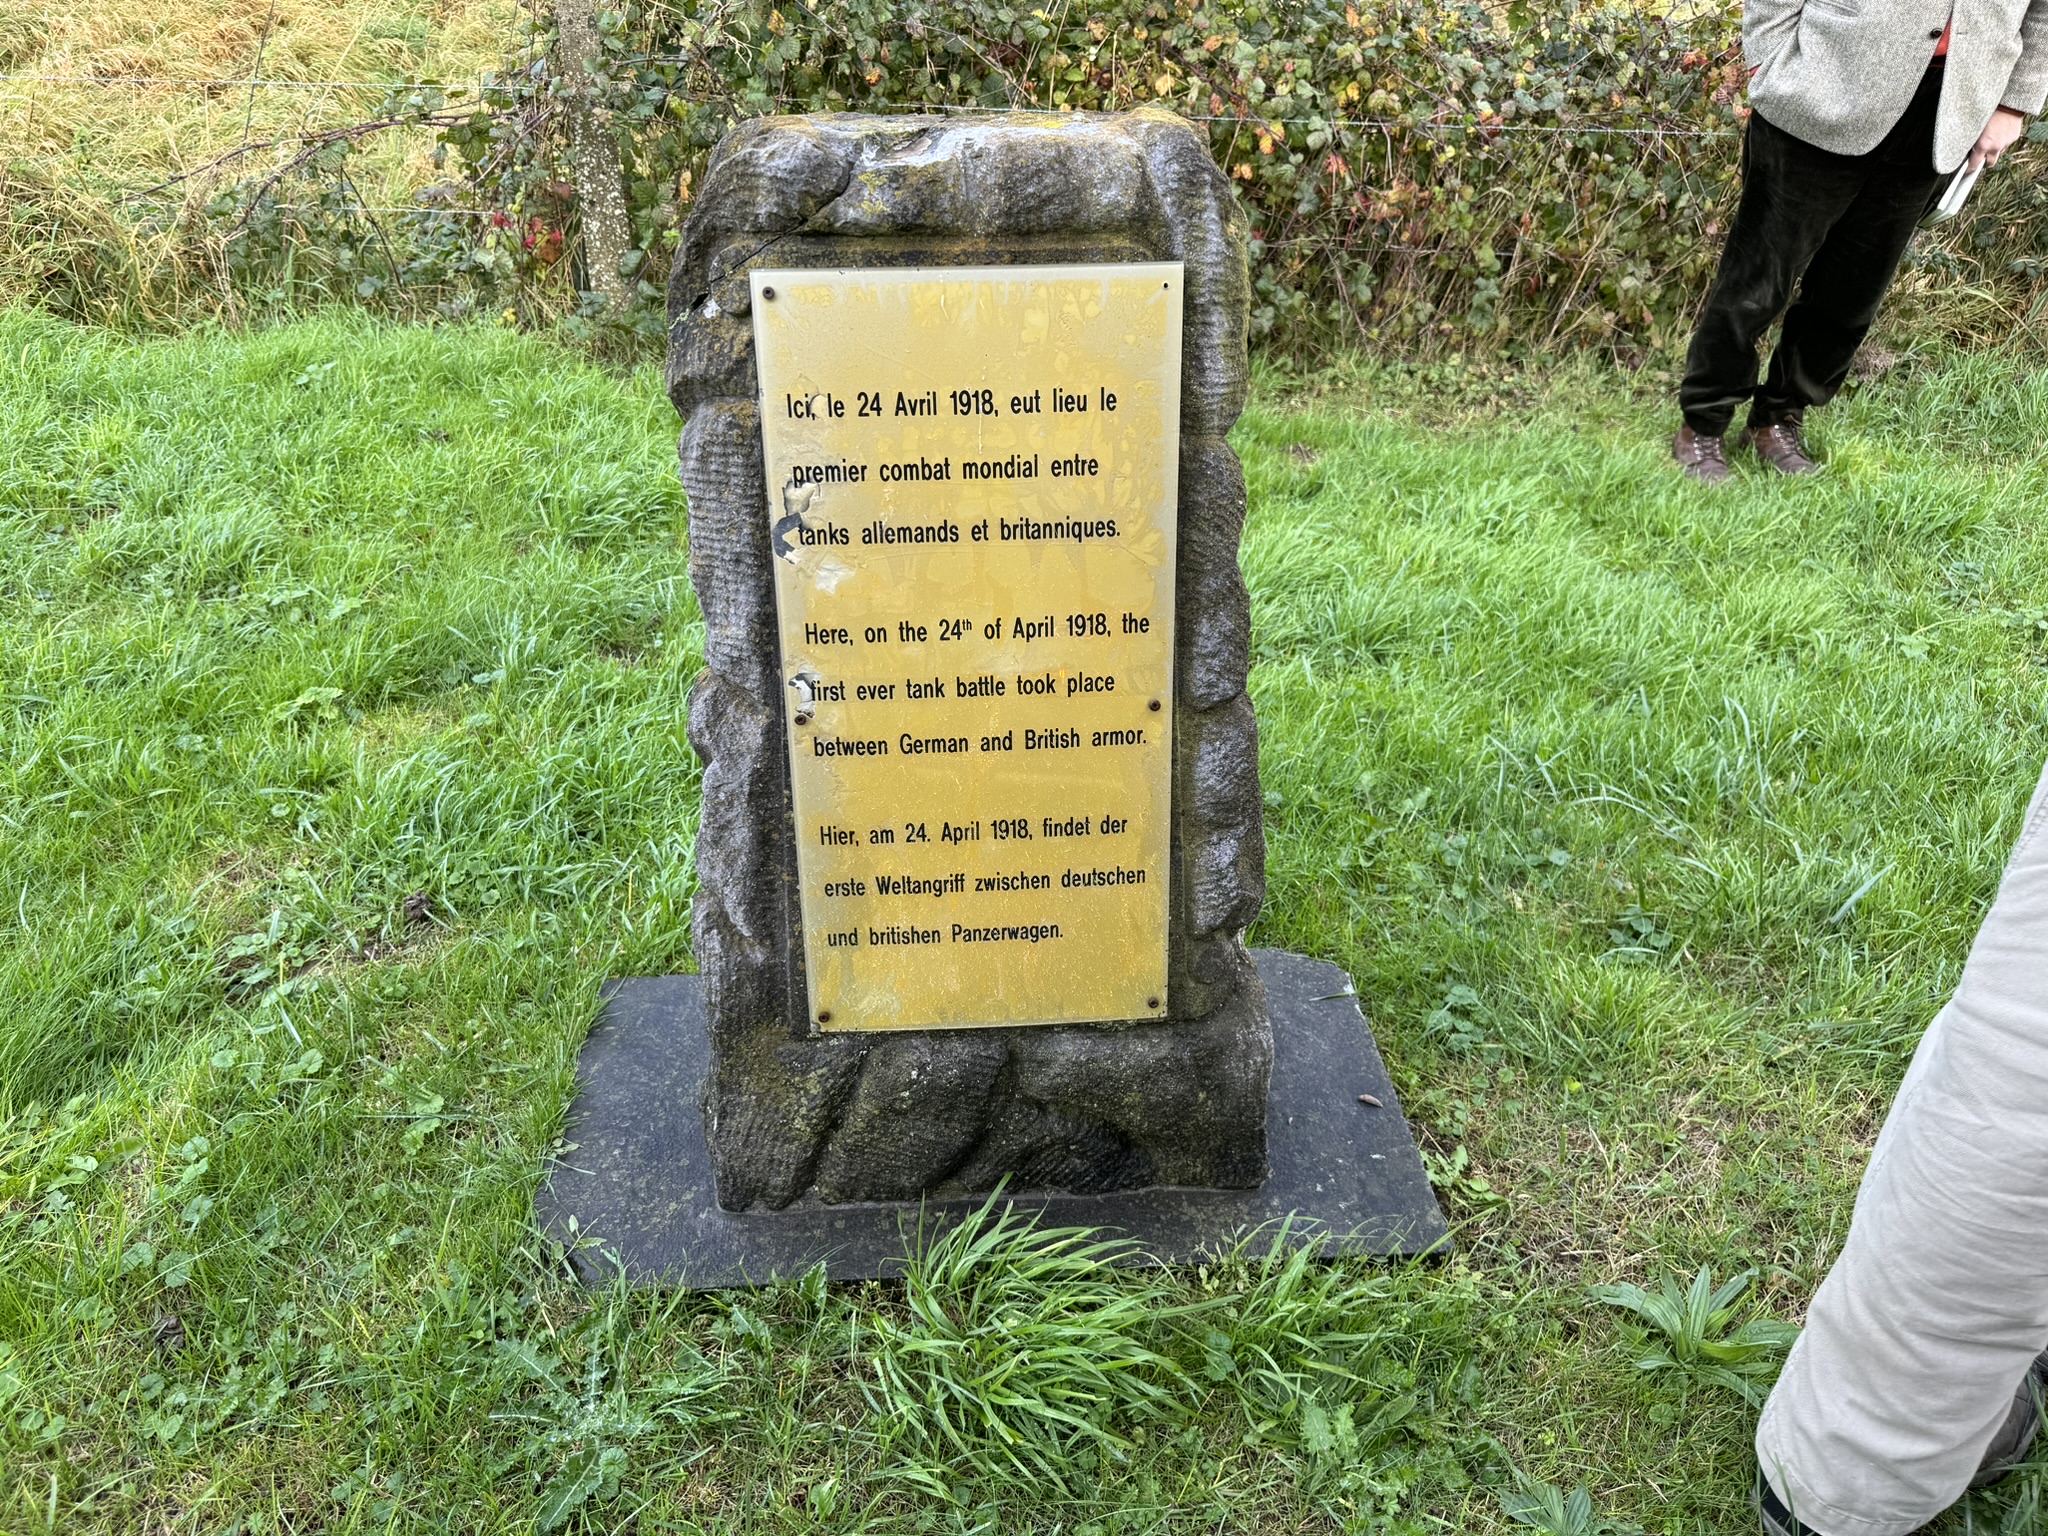 Ici, le 24 Avril 1918, eut lieu le
premier combat mondial entre
tanks allemands et britanniques.
Here, on the 24th of April 1918, the
first ever tank battle took place
between German and British armor.
Hier, am 24. April 1918, findet der
erste Weltangriff zwischen deutschen
und britishen Panzerwagen.